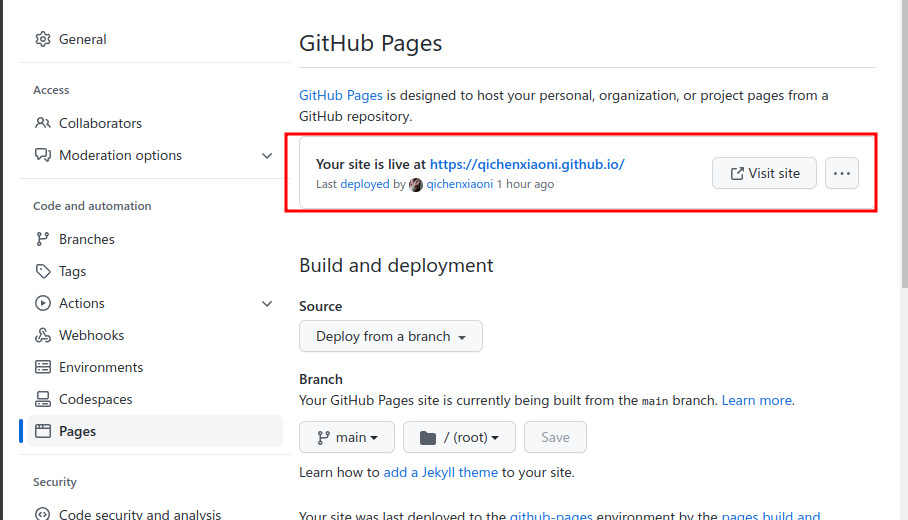 General
Access
Collaborators
Moderation options
Code and automation
Branches
Tags
Actions
Webhooks
Environments
Codespaces
Pages
Security
Code security and analysis
GitHub Pages
GitHub Pages is designed to host your personal, organization, or project pages from a
GitHub repository.
Your site is live at https://qichenxiaoni.github.io/
Last deployed by qichenxiaoni 1 hour ago
Visit site
Build and deployment
Source
Deploy from a branch
Branch
Your GitHub Pages site is currently being built from the main branch. Learn more.
main
/ (root)
Save
Learn how to add a Jekyll theme to your site.
Your site was last deployed to the github-pages environment by the pages build and